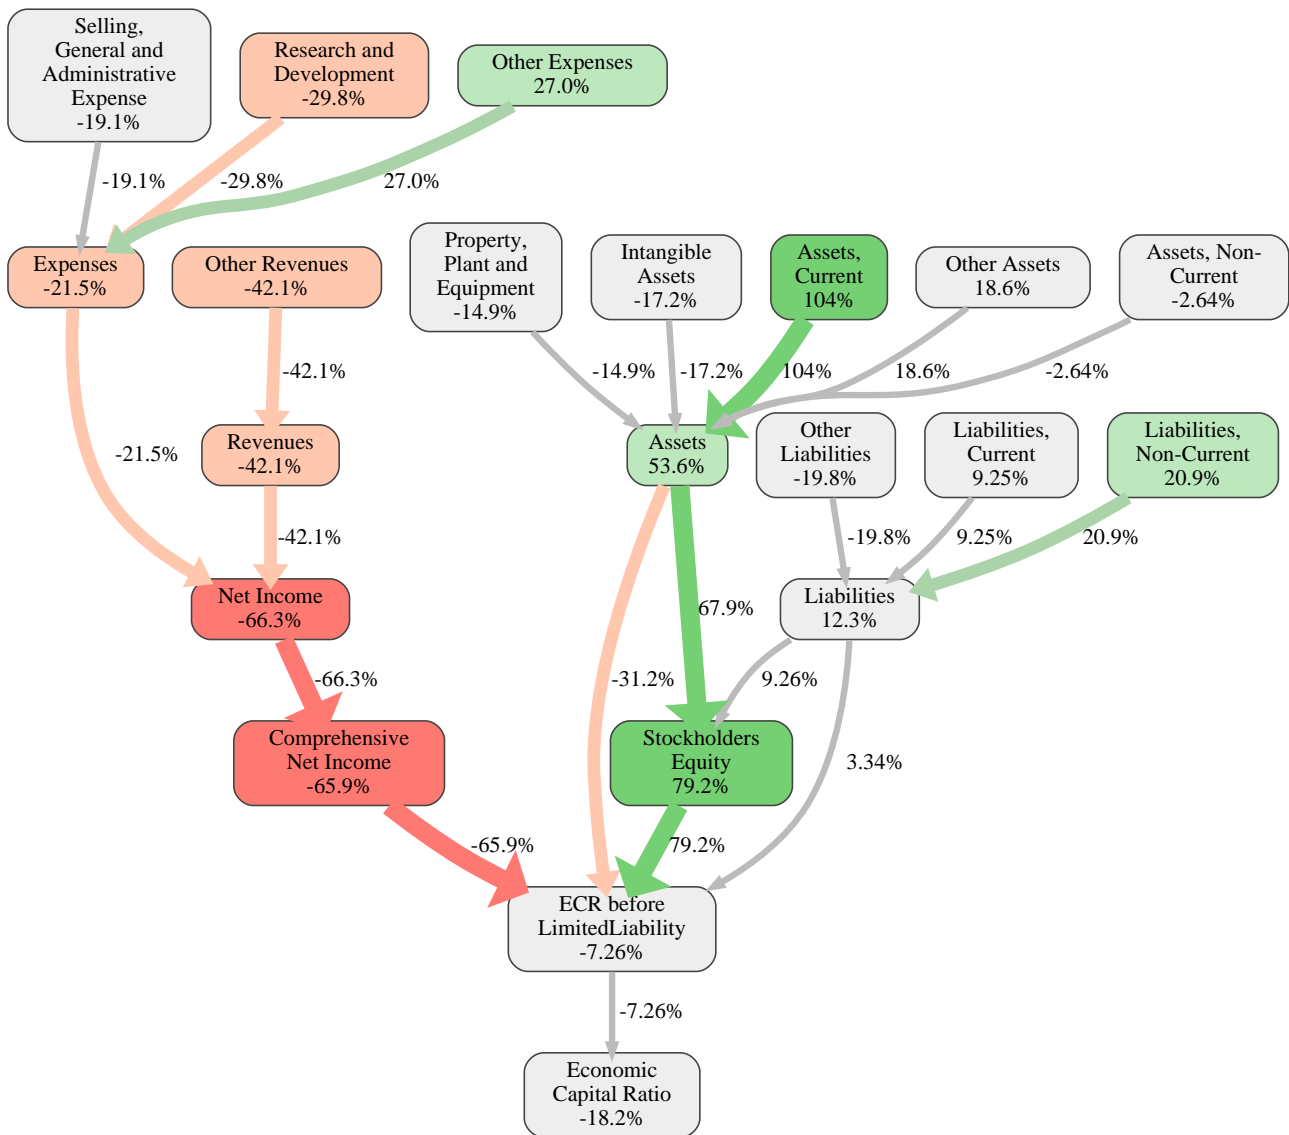 Selling,
General and
Administrative
Expense
-19.1%
Research and
Development
-29.8%
Other Expenses
27.0%
-19.1%
-29.8%
27.0%
Expenses
-21.5%
Other Revenues
-42.1%
Property,
Plant and
Equipment
-14.9%
Intangible
Assets
-17.2%
Assets,
Current
104%
Other Assets
18.6%
Assets, Non-
Current
-2.64%
-42.1%
-14.9%
-17.2%
104%
18.6%
-2.64%
-21.5%
Revenues
-42.1%
Assets
53.6%
Other
Liabilities
-19.8%
Liabilities,
Current
9.25%
Liabilities,
Non-Current
20.9%
-42.1%
-19.8%
9.25%
20.9%
Net Income
-66.3%
67.9%
Liabilities
12.3%
-66.3%
-31.2%
9.26%
Comprehensive
Net Income
-65.9%
Stockholders
Equity
79.2%
3.34%
-65.9%
79.2%
ECR before
LimitedLiability
-7.26%
-7.26%
Economic
Capital Ratio
-18.2%